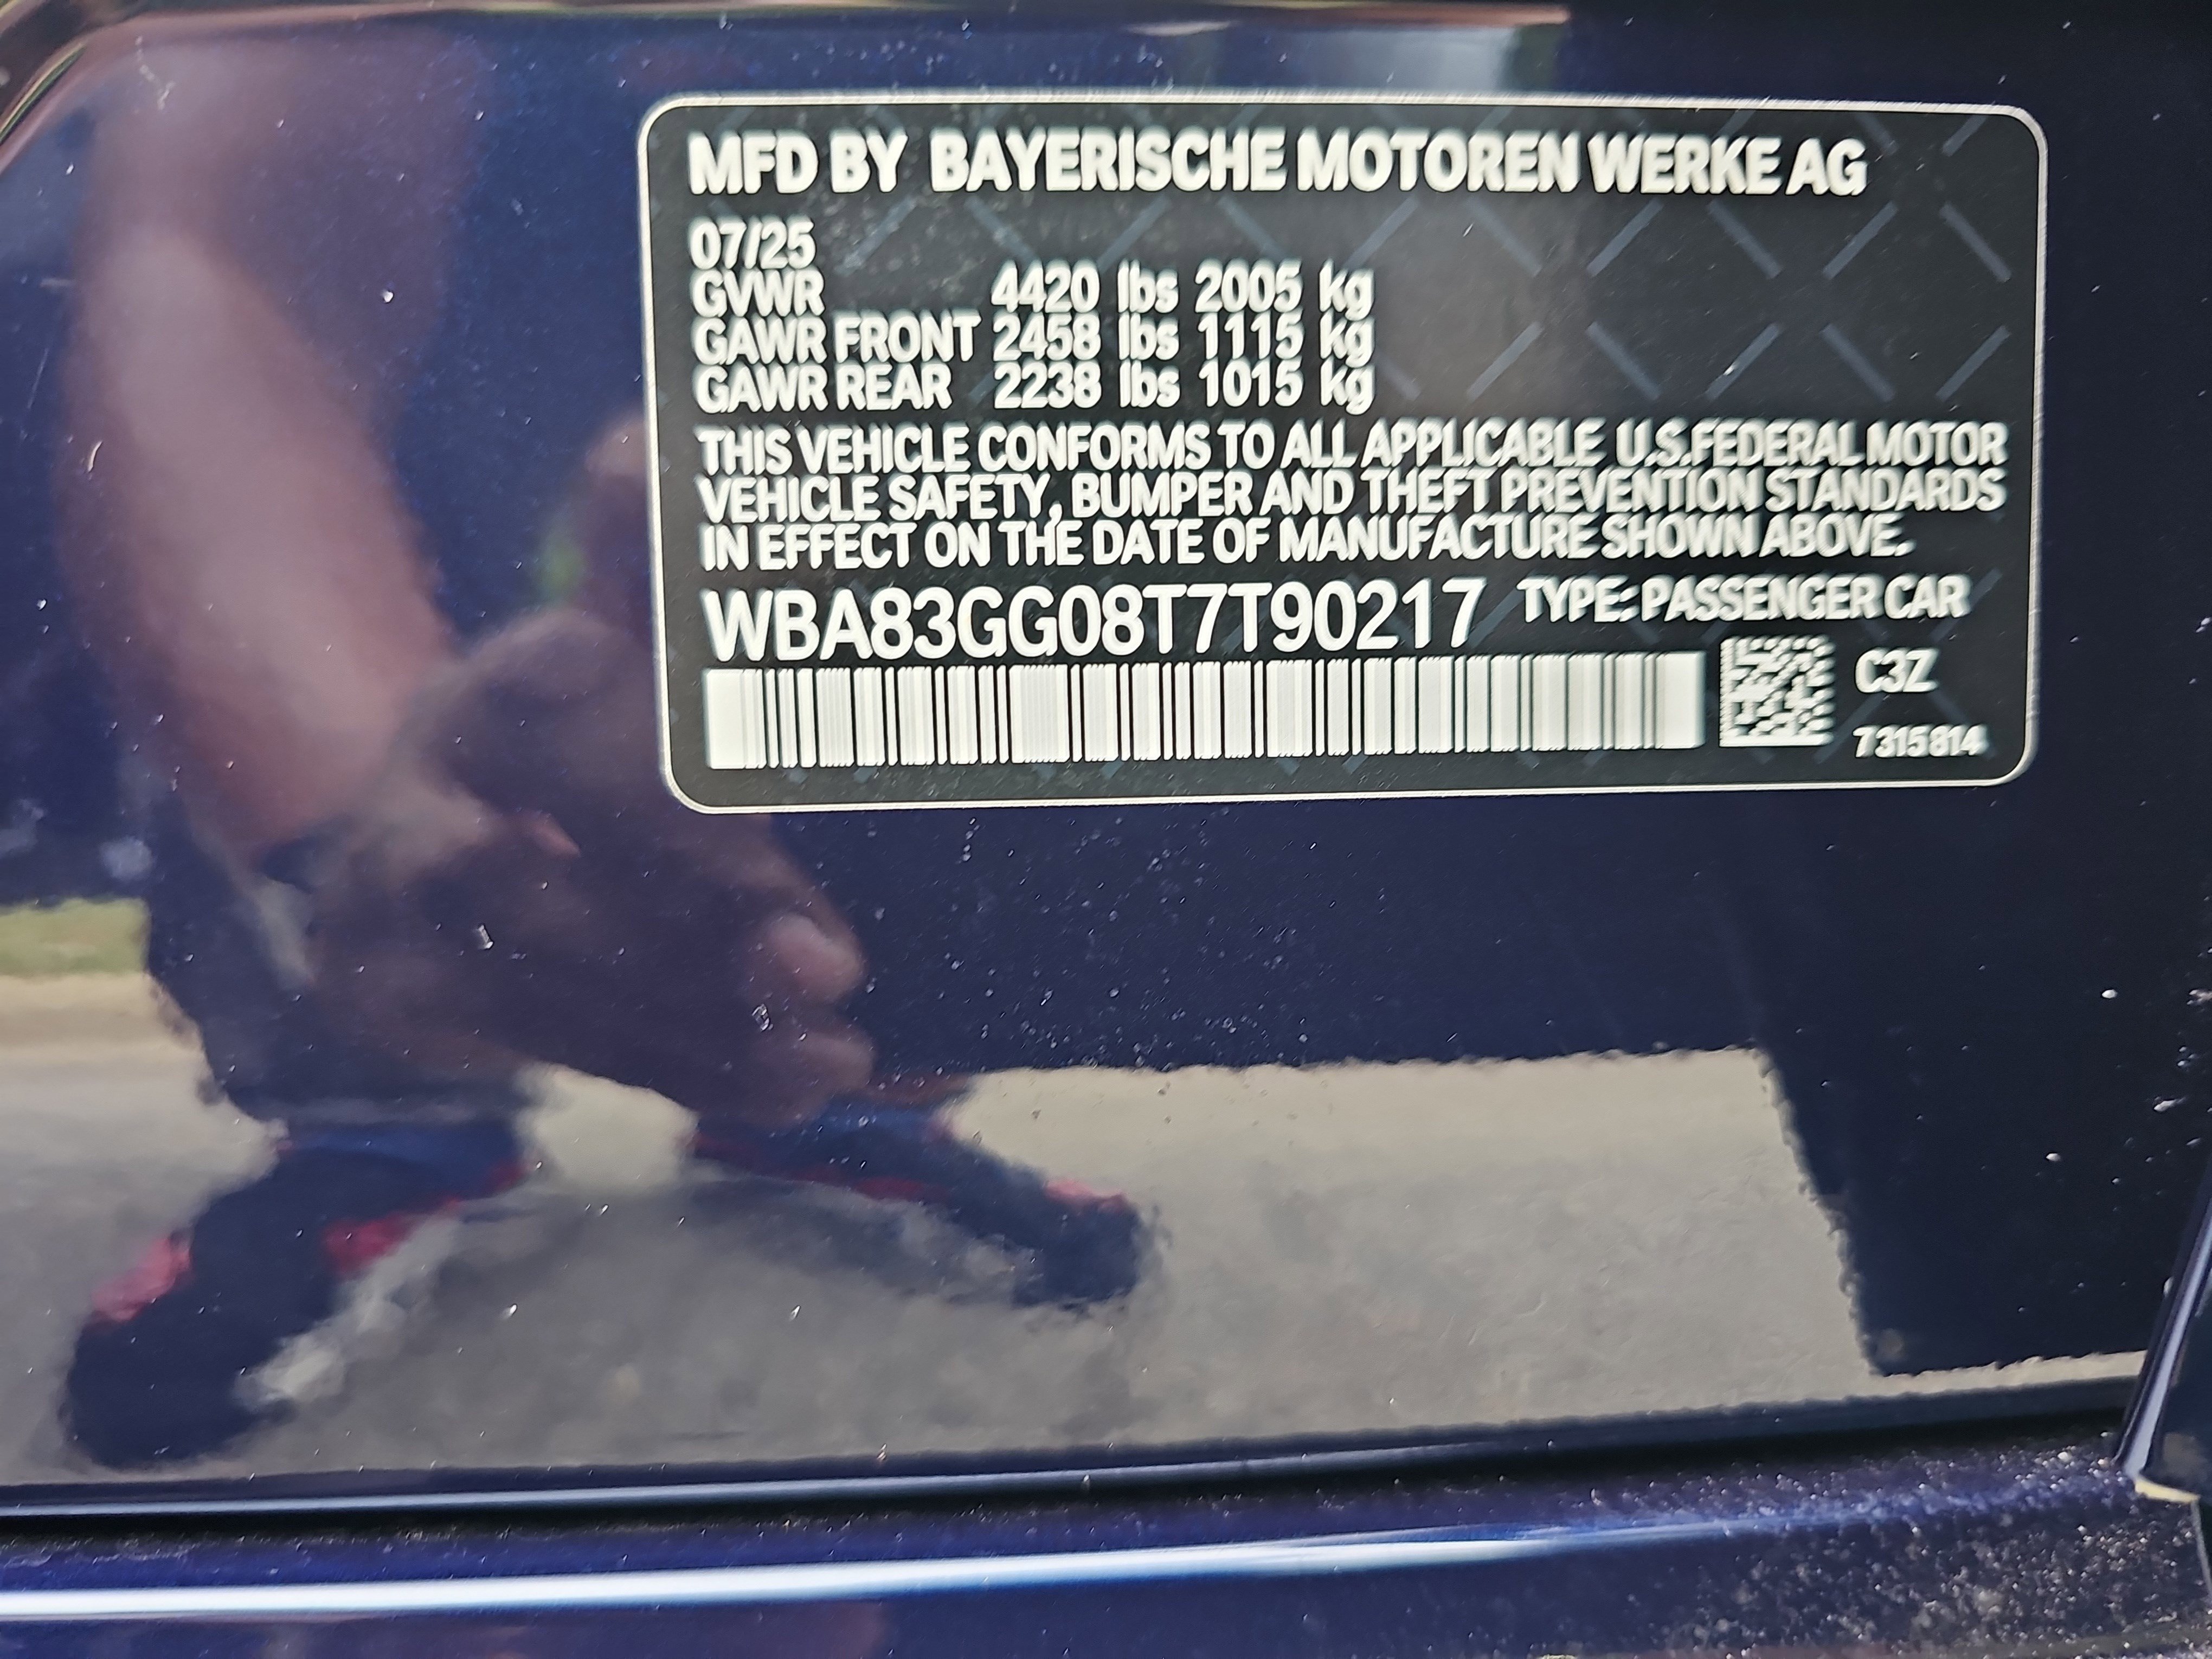 MFD BY BAYERISCHE MOTOREN WERKE AG
07/25
GVWR 4420 lbs 2005 kg
GAWR FRONT 2458 lbs 1115 kg
GAWR REAR 2238 lbs 1015 kg
THIS VEHICLE CONFORMS TO ALL APPLICABLE U.S.FEDERAL MOTOR
VEHICLE SAFETY, BUMPER AND THEFT PREVENTION STANDARDS
IN EFFECT ON THE DATE OF MANUFACTURE SHOWN ABOVE.
WBA83GG08T7T90217 TYPE: PASSENGER CAR
C3Z
7315814